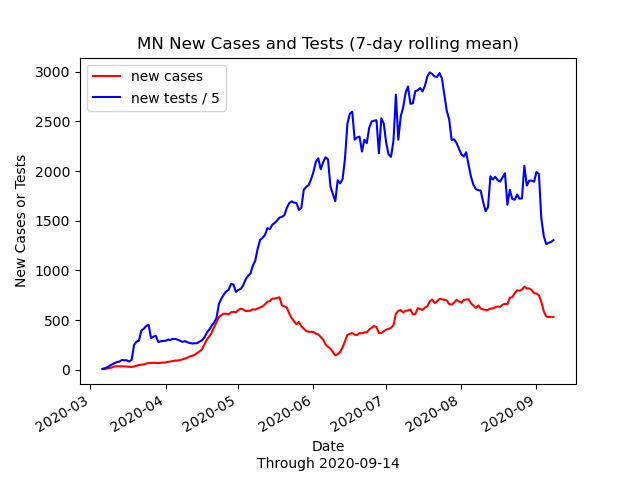 MN New Cases and Tests (7-day rolling mean)
new cases
new tests / 5
3000
2500
2000
1500
1000
500
0
New Cases or Tests
2020-03
2020-04
2020-05
2020-06
2020-07
2020-08
2020-09
Date
Through 2020-09-14